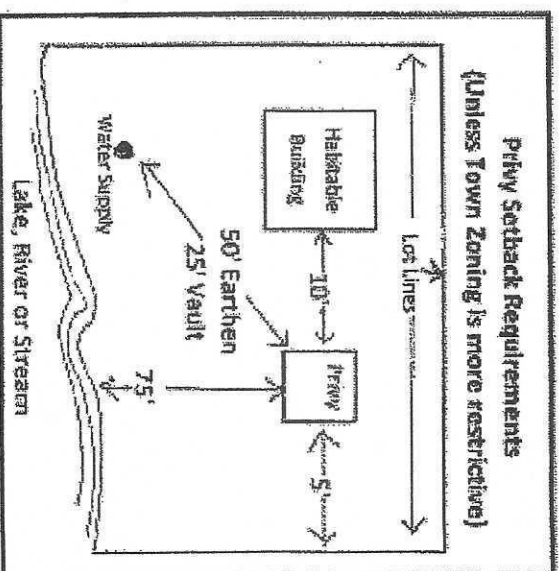 Privy Setback Requirements
(Unless Town Zoning is more restrictive)
Lot Lines
Habitable
Building
10'
Privy
5'
50' Earthen
25' Vault
75'
Water Supply
Lake, River or Stream